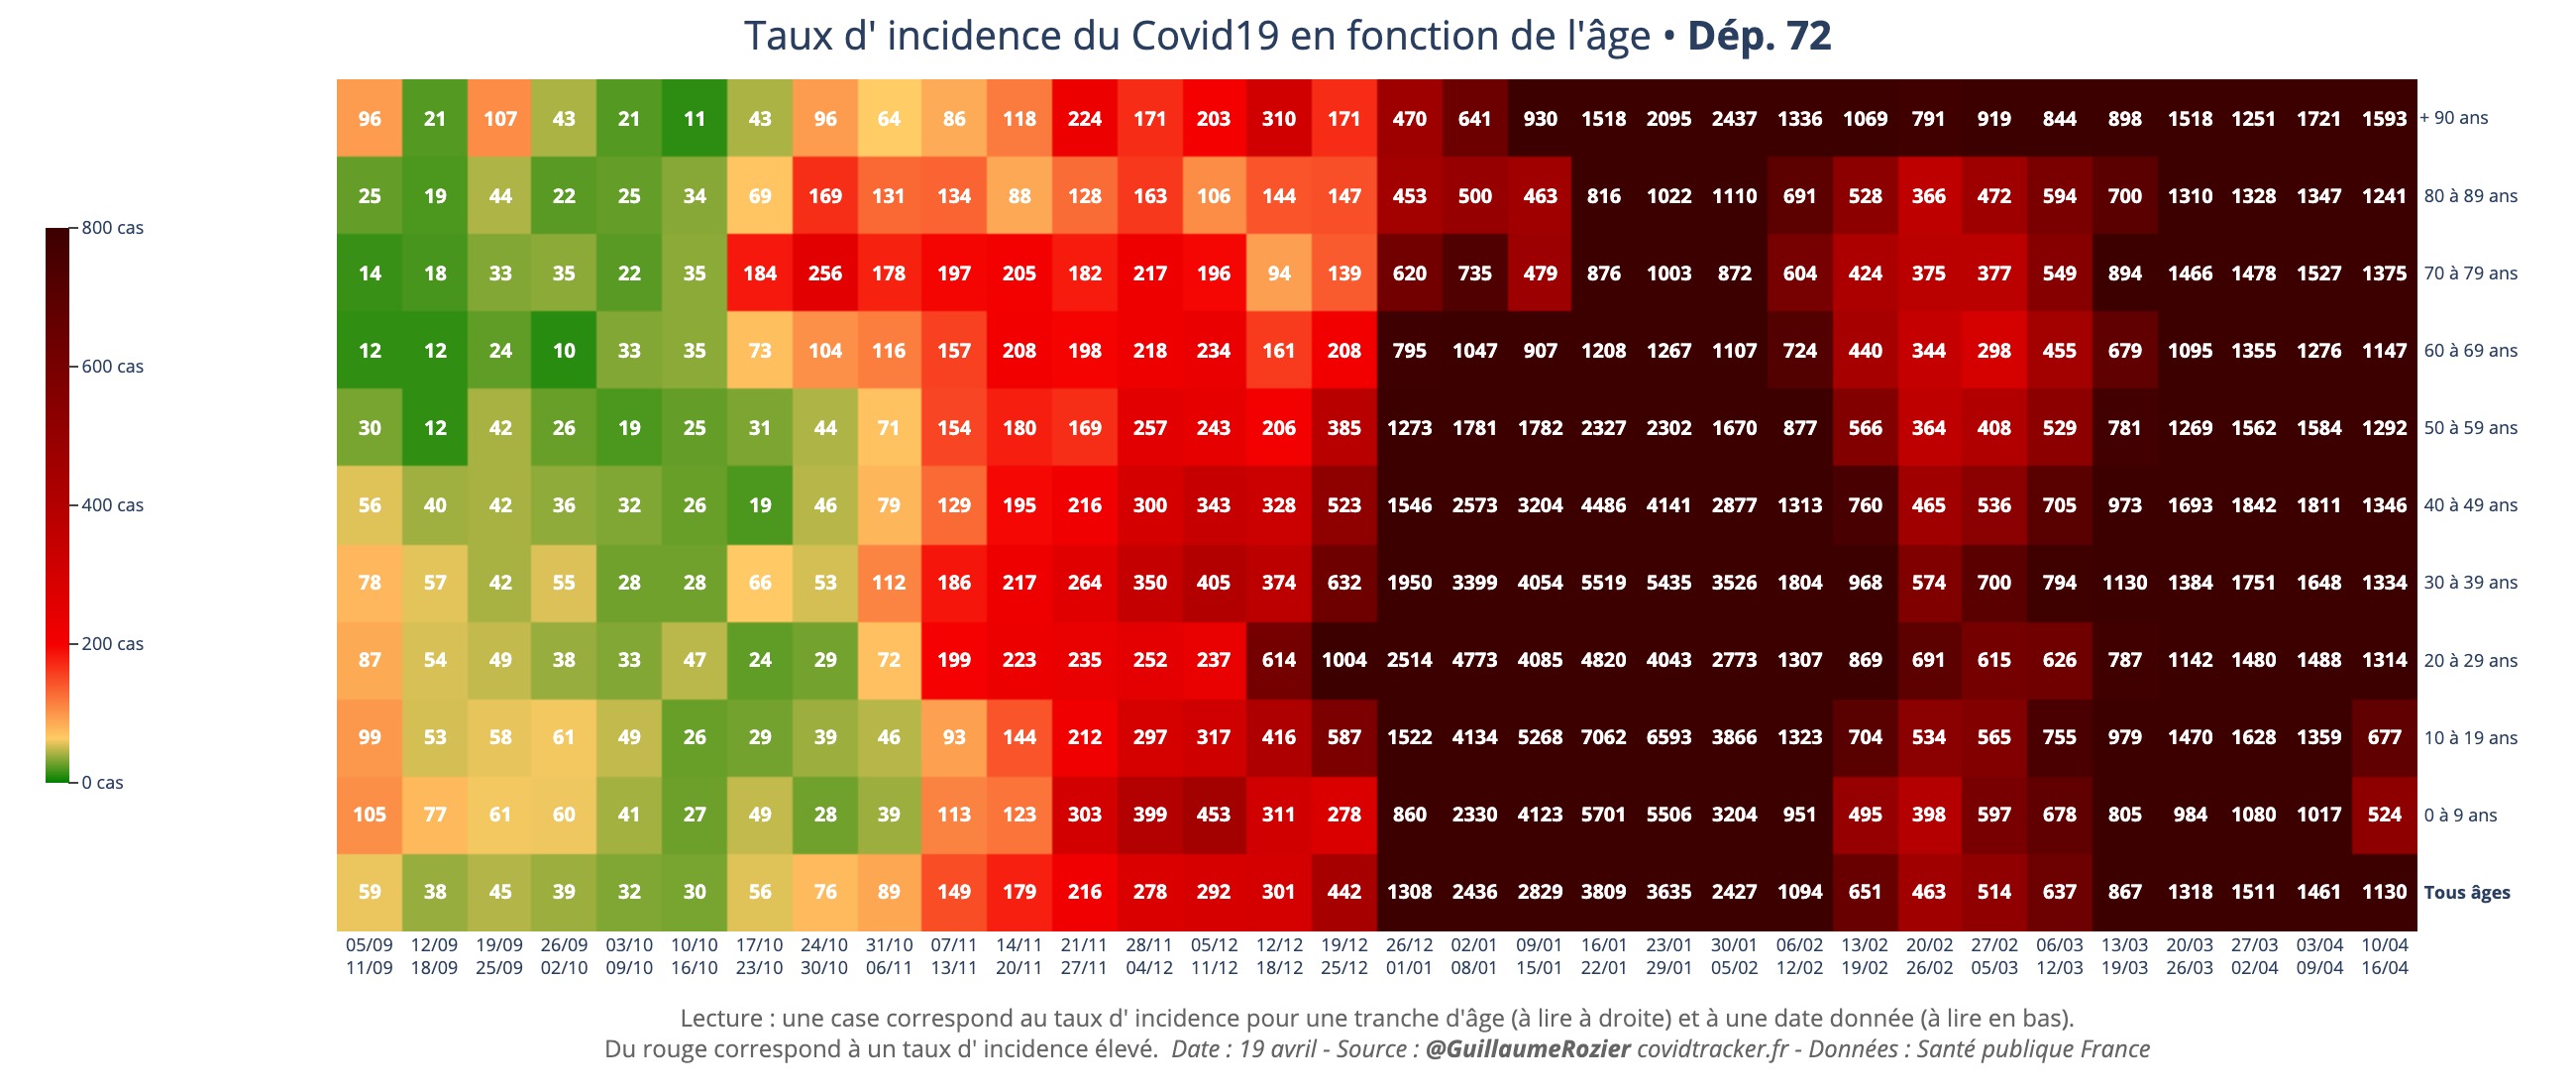 Taux d' incidence du Covid19 en fonction de l'âge • Dép. 72
96 21 107 43 21 11 43 96 64 86 118 224 171 203 310 171 470 641 930 1518 2095 2437 1336 1069 791 919 844 898 1518 1251 1721 1593 + 90 ans
25 19 44 22 25 34 69 169 131 134 88 128 163 106 144 147 453 500 463 816 1022 1110 691 528 366 472 594 700 1310 1328 1347 1241 80 à 89 ans
14 18 33 35 22 35 184 256 178 197 205 182 217 196 94 139 620 735 479 876 1003 872 604 424 375 377 549 894 1466 1478 1527 1375 70 à 79 ans
12 12 24 10 33 35 73 104 116 157 208 198 218 234 161 208 795 1047 907 1208 1267 1107 724 440 344 298 455 679 1095 1355 1276 1147 60 à 69 ans
30 12 42 26 19 25 31 44 71 154 180 169 257 243 206 385 1273 1781 1782 2327 2302 1670 877 566 364 408 529 781 1269 1562 1584 1292 50 à 59 ans
56 40 42 36 32 26 19 46 79 129 195 216 300 343 328 523 1546 2573 3204 4486 4141 2877 1313 760 465 536 705 973 1693 1842 1811 1346 40 à 49 ans
78 57 42 55 28 28 66 53 112 186 217 264 350 405 374 632 1950 3399 4054 5519 5435 3526 1804 968 574 700 794 1130 1384 1751 1648 1334 30 à 39 ans
87 54 49 38 33 47 24 29 72 199 223 235 252 237 614 1004 2514 4773 4085 4820 4043 2773 1307 869 691 615 626 787 1142 1480 1488 1314 20 à 29 ans
99 53 58 61 49 26 29 39 46 93 144 212 297 317 416 587 1522 4134 5268 7062 6593 3866 1323 704 534 565 755 979 1470 1628 1359 677 10 à 19 ans
105 77 61 60 41 27 49 28 39 113 123 303 399 453 311 278 860 2330 4123 5701 5506 3204 951 495 398 597 678 805 984 1080 1017 524 0 à 9 ans
59 38 45 39 32 30 56 76 89 149 179 216 278 292 301 442 1308 2436 2829 3809 3635 2427 1094 651 463 514 637 867 1318 1511 1461 1130 Tous âges
05/09 12/09 19/09 26/09 03/10 10/10 17/10 24/10 31/10 07/11 14/11 21/11 28/11 05/12 12/12 19/12 26/12 02/01 09/01 16/01 23/01 30/01 06/02 13/02 20/02 27/02 06/03 13/03 20/03 27/03 03/04 10/04
11/09 18/09 25/09 02/10 09/10 16/10 23/10 30/10 06/11 13/11 20/11 27/11 04/12 11/12 18/12 25/12 01/01 08/01 15/01 22/01 29/01 05/02 12/02 19/02 26/02 05/03 12/03 19/03 26/03 02/04 09/04 16/04
800 cas
600 cas
400 cas
200 cas
0 cas
Lecture : une case correspond au taux d' incidence pour une tranche d'âge (à lire à droite) et à une date donnée (à lire en bas).
Du rouge correspond à un taux d' incidence élevé. Date : 19 avril - Source : @GuillaumeRozier covidtracker.fr - Données : Santé publique France